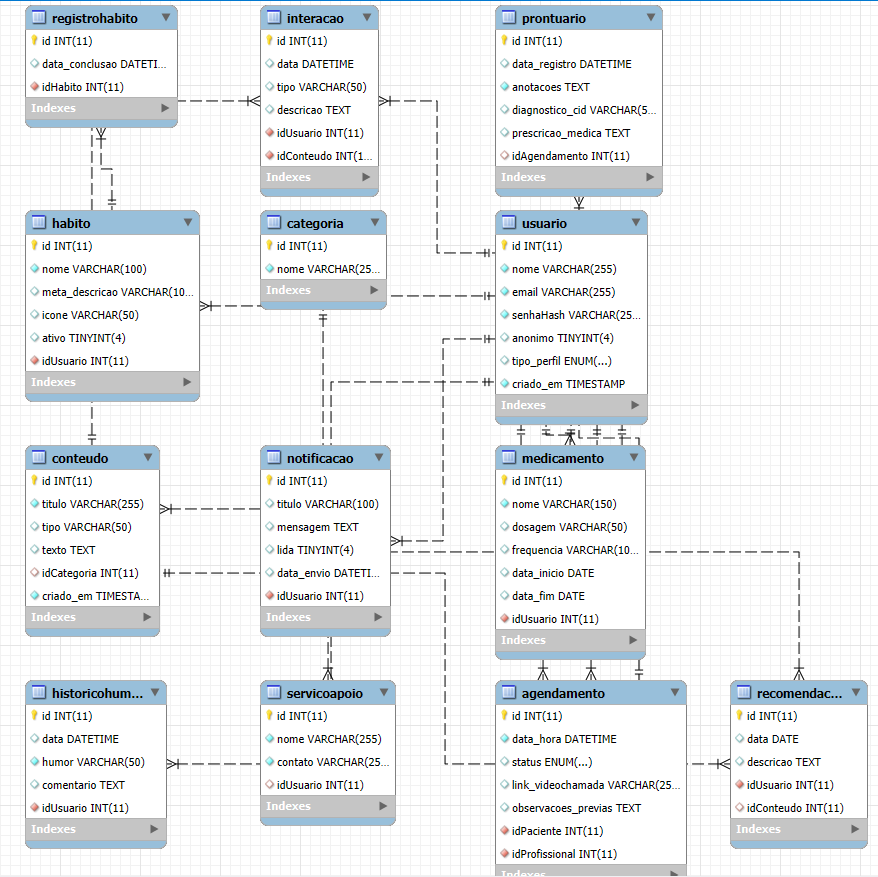 registrohabito
id INT(11)
data_conclusao DATETI...
idHabito INT(11)
Indexes
interacao
id INT(11)
data DATETIME
tipo VARCHAR(50)
descricao TEXT
idUsuario INT(11)
idConteudo INT(1...
Indexes
prontuario
id INT(11)
data_registro DATETIME
anotacoes TEXT
diagnostico_cid VARCHAR(5...
prescricao_medica TEXT
idAgendamento INT(11)
Indexes
habito
id INT(11)
nome VARCHAR(100)
meta_descricao VARCHAR(10...
icone VARCHAR(50)
ativo TINYINT(4)
idUsuario INT(11)
Indexes
categoria
id INT(11)
nome VARCHAR(25...
Indexes
usuario
id INT(11)
nome VARCHAR(255)
email VARCHAR(255)
senhaHash VARCHAR(25...
anonimo TINYINT(4)
tipo_perfil ENUM(...)
criado_em TIMESTAMP
Indexes
conteudo
id INT(11)
titulo VARCHAR(255)
tipo VARCHAR(50)
texto TEXT
idCategoria INT(11)
criado_em TIMESTA...
Indexes
notificacao
id INT(11)
titulo VARCHAR(100)
mensagem TEXT
lida TINYINT(4)
data_envio DATETI...
idUsuario INT(11)
Indexes
medicamento
id INT(11)
nome VARCHAR(150)
dosagem VARCHAR(50)
frequencia VARCHAR(10...
data_inicio DATE
data_fim DATE
idUsuario INT(11)
Indexes
historicohum...
id INT(11)
data DATETIME
humor VARCHAR(50)
comentario TEXT
idUsuario INT(11)
Indexes
servicoapoio
id INT(11)
nome VARCHAR(255)
contato VARCHAR(25...
idUsuario INT(11)
Indexes
agendamento
id INT(11)
data_hora DATETIME
status ENUM(...)
link_videochamada VARCHAR(25...
observacoes_previas TEXT
idPaciente INT(11)
idProfissional INT(11)
Indexes
recomendac...
id INT(11)
data DATE
descricao TEXT
idUsuario INT(11)
idConteudo INT(11)
Indexes